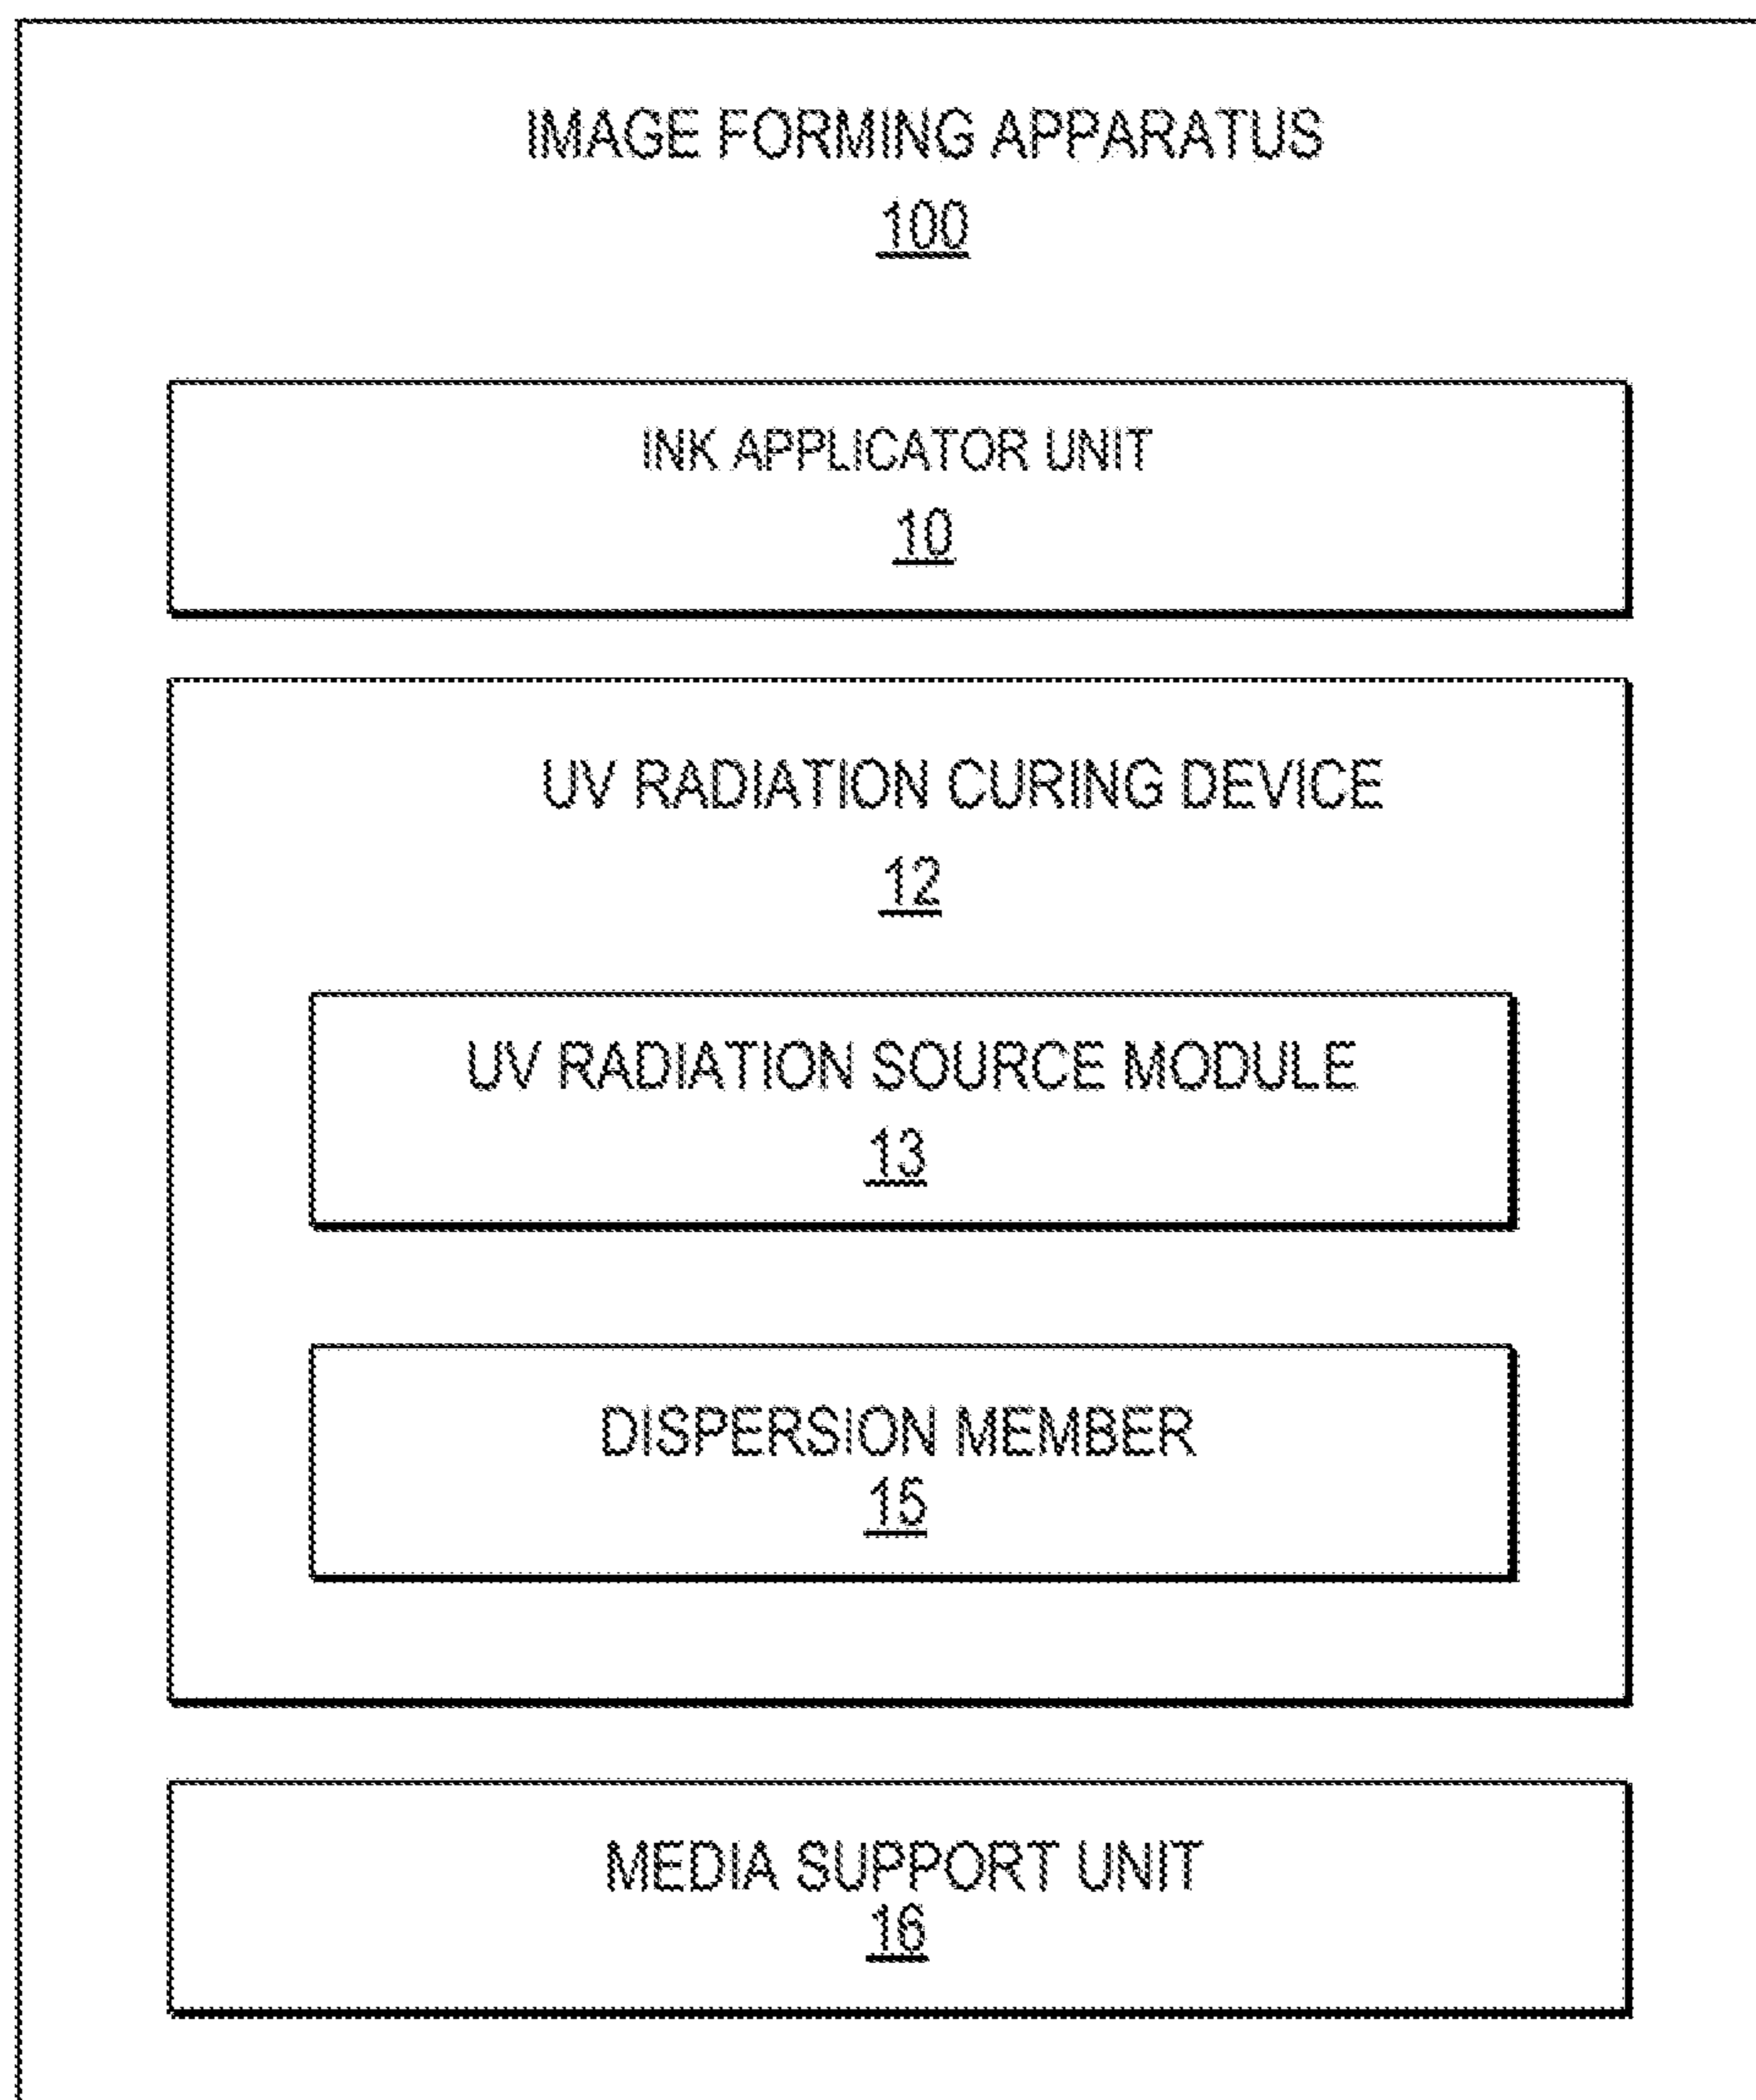 IMAGE FORMING APPARATUS
100
INK APPLICATOR UNIT
10
UV RADIATION CURING DEVICE
12
UV RADIATION SOURCE MODULE
13
DISPERSION MEMBER
15
MEDIA SUPPORT UNIT
16